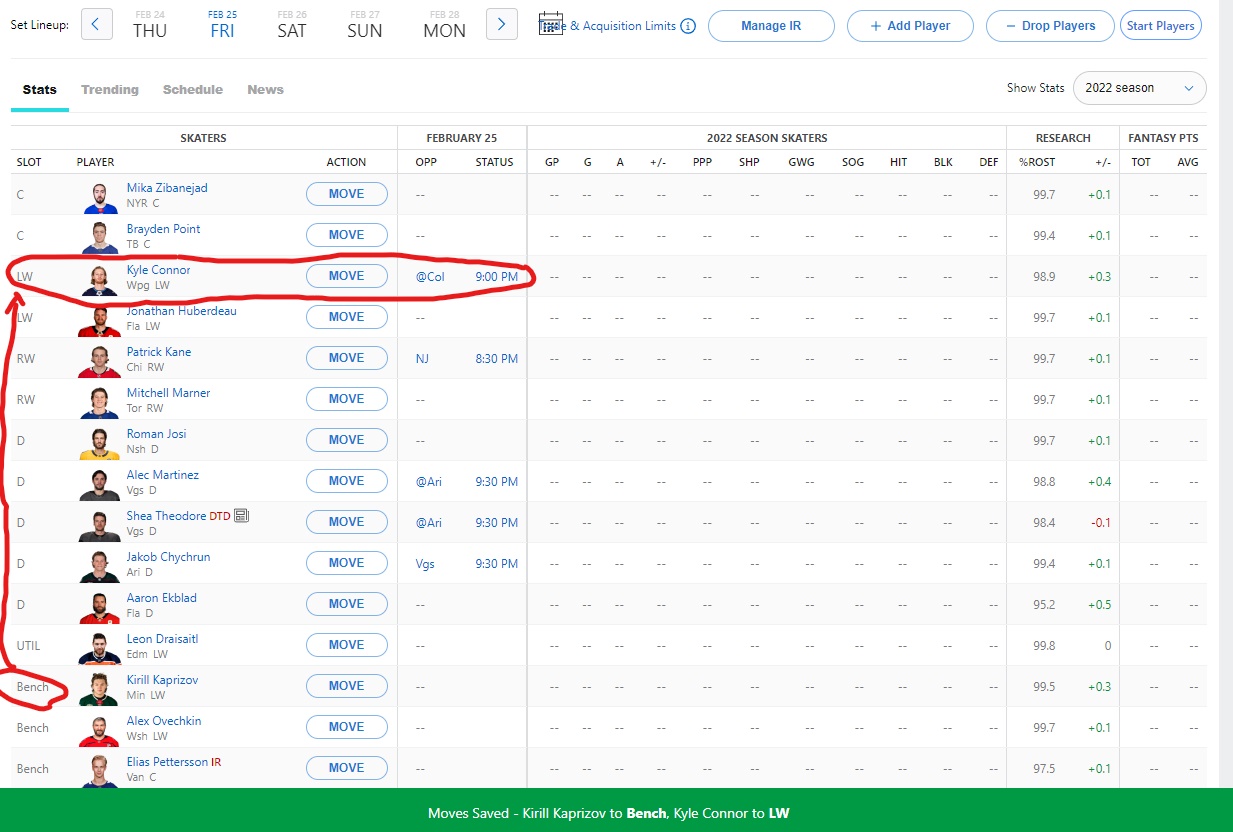 Set Lineup: FEB 24 THU FEB 25 FRI FEB 26 SAT FEB 27 SUN FEB 28 MON & Acquisition Limits Manage IR + Add Player − Drop Players Start Players
Stats Trending Schedule News Show Stats 2022 season
SKATERS FEBRUARY 25 2022 SEASON SKATERS RESEARCH FANTASY PTS
SLOT PLAYER ACTION OPP STATUS GP G A +/- PPP SHP GWG SOG HIT BLK DEF %ROST +/- TOT AVG
C Mika Zibanejad MOVE -- -- -- -- -- -- -- -- -- -- -- -- 99.7 +0.1 -- --
NYR C
C Brayden Point MOVE -- -- -- -- -- -- -- -- -- -- -- -- 99.4 +0.1 -- --
TB C
LW Kyle Connor MOVE @Col 9:00 PM -- -- -- -- -- -- -- -- -- -- -- 98.9 +0.3 -- --
Wpg LW
LW Jonathan Huberdeau MOVE -- -- -- -- -- -- -- -- -- -- -- -- 99.7 +0.1 -- --
Fla LW
RW Patrick Kane MOVE NJ 8:30 PM -- -- -- -- -- -- -- -- -- -- -- 99.7 +0.1 -- --
Chi RW
RW Mitchell Marner MOVE -- -- -- -- -- -- -- -- -- -- -- -- 99.7 +0.1 -- --
Tor RW
D Roman Josi MOVE -- -- -- -- -- -- -- -- -- -- -- -- 99.7 +0.1 -- --
Nsh D
D Alec Martinez MOVE @Ari 9:30 PM -- -- -- -- -- -- -- -- -- -- -- 98.8 +0.4 -- --
Vgs D
D Shea Theodore DTD MOVE @Ari 9:30 PM -- -- -- -- -- -- -- -- -- -- -- 98.4 -0.1 -- --
Vgs D
D Jakob Chychrun MOVE Vgs 9:30 PM -- -- -- -- -- -- -- -- -- -- -- 99.4 +0.1 -- --
Ari D
D Aaron Ekblad MOVE -- -- -- -- -- -- -- -- -- -- -- -- 95.2 +0.5 -- --
Fla D
UTIL Leon Draisaitl MOVE -- -- -- -- -- -- -- -- -- -- -- -- 99.8 0 -- --
Edm LW
Bench Kirill Kaprizov MOVE -- -- -- -- -- -- -- -- -- -- -- -- 99.5 +0.3 -- --
Min LW
Bench Alex Ovechkin MOVE -- -- -- -- -- -- -- -- -- -- -- -- 99.7 +0.1 -- --
Wsh LW
Bench Elias Pettersson IR MOVE -- -- -- -- -- -- -- -- -- -- -- -- 97.5 +0.1 -- --
Van C
Moves Saved - Kirill Kaprizov to Bench, Kyle Connor to LW